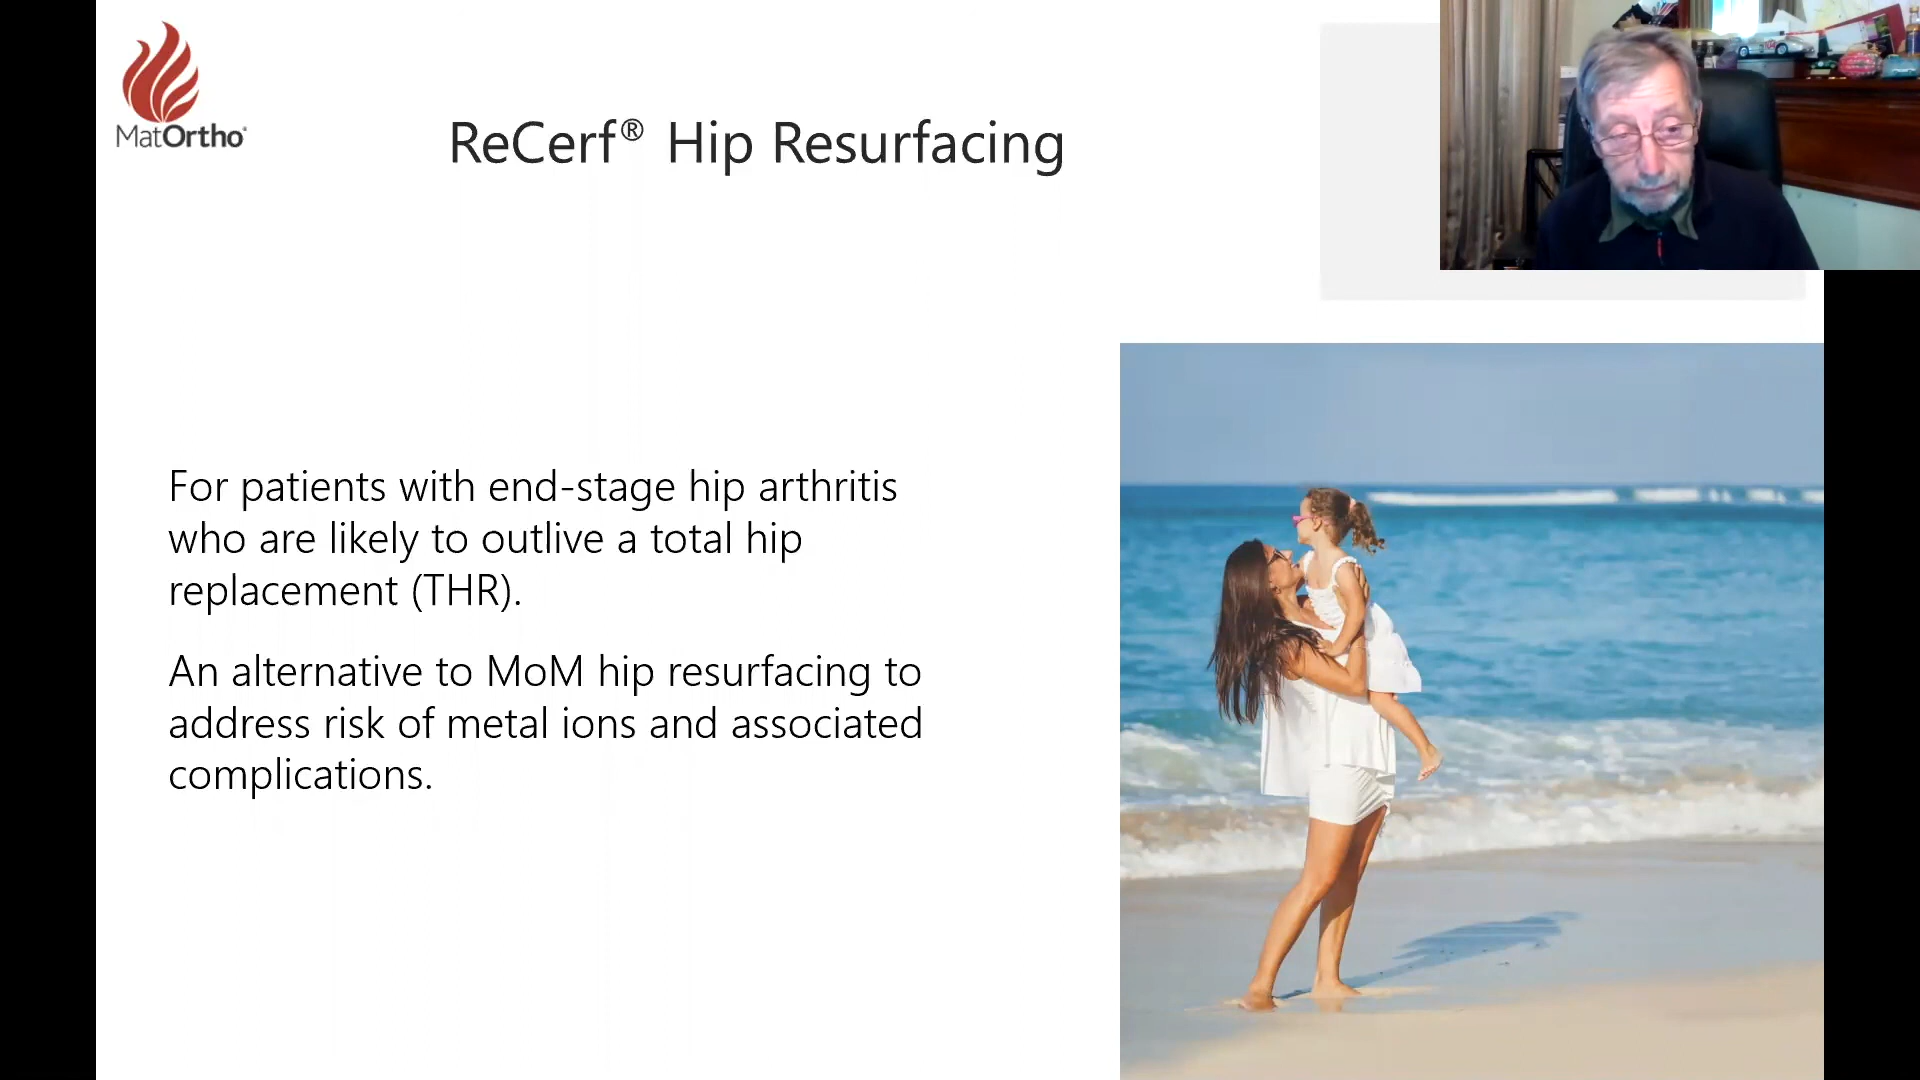 MatOrtho®
ReCerf® Hip Resurfacing
For patients with end-stage hip arthritis
who are likely to outlive a total hip
replacement (THR).
An alternative to MoM hip resurfacing to
address risk of metal ions and associated
complications.